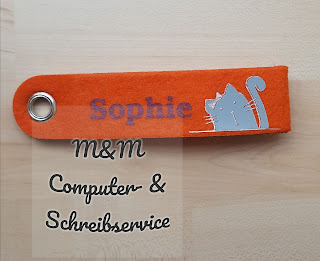 Sophie
M&M
Computer- &
Schreibservice